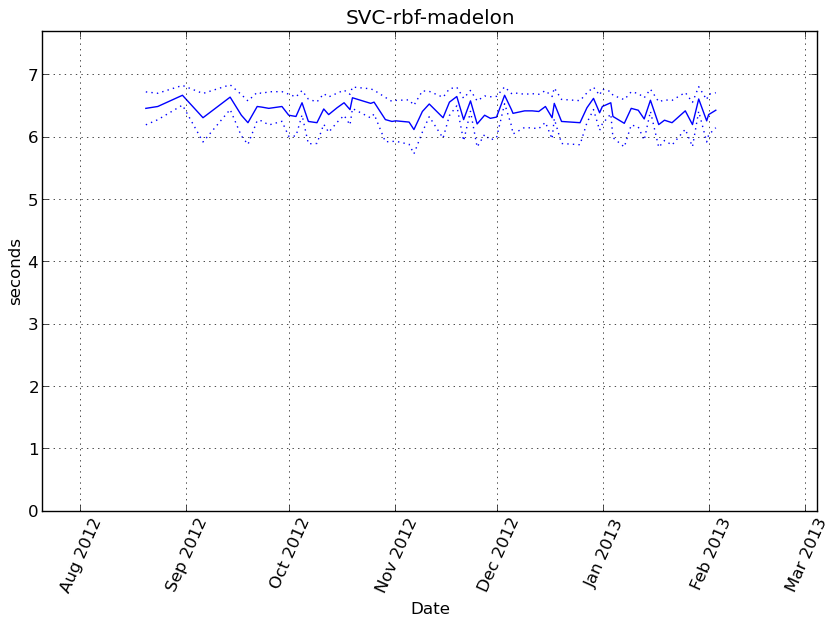 SVC-rbf-madelon
7
6
5
4
3
2
1
0
seconds
Aug 2012
Sep 2012
Oct 2012
Nov 2012
Dec 2012
Jan 2013
Feb 2013
Mar 2013
Date